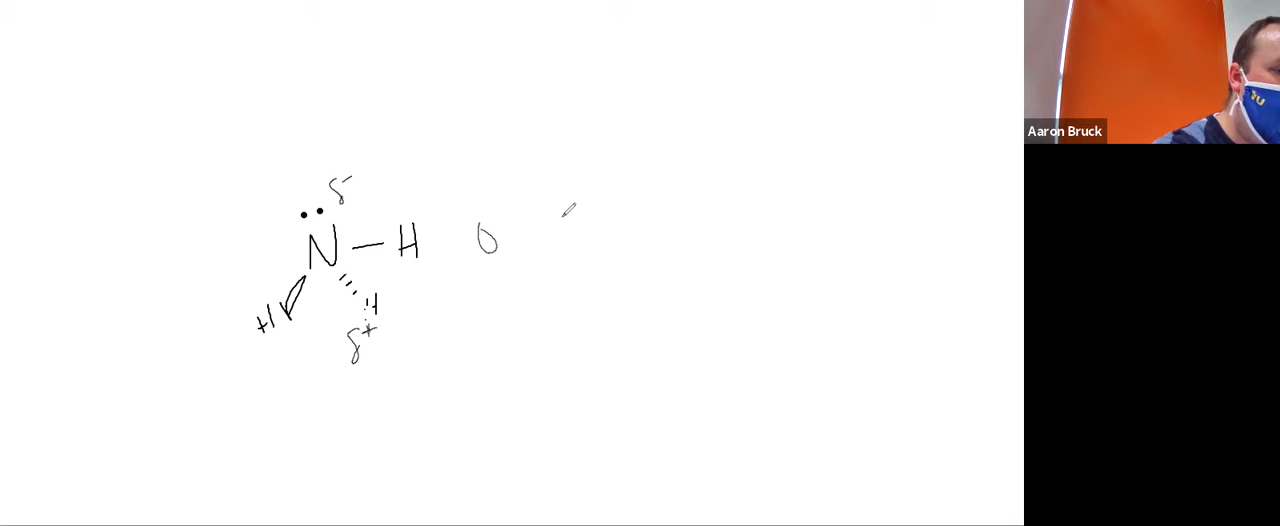 Aaron Bruck
δ-
N — H O
H H
δ+